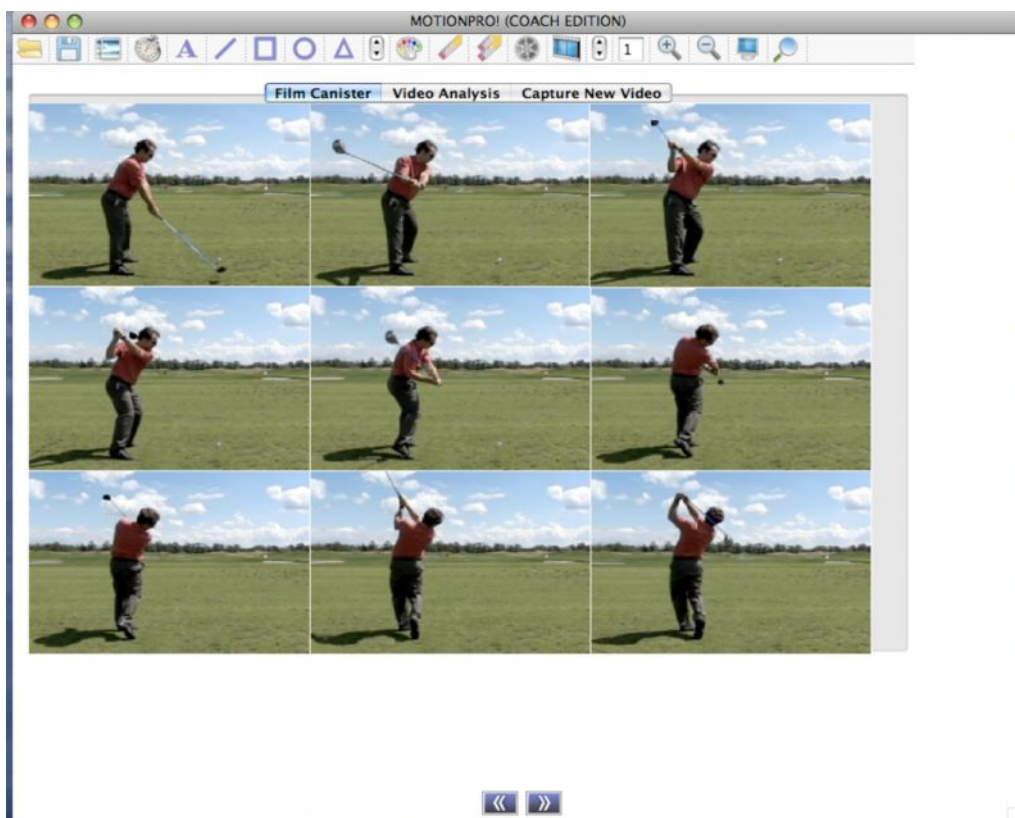 MOTIONPRO! (COACH EDITION)
A 1
Film Canister Video Analysis Capture New Video